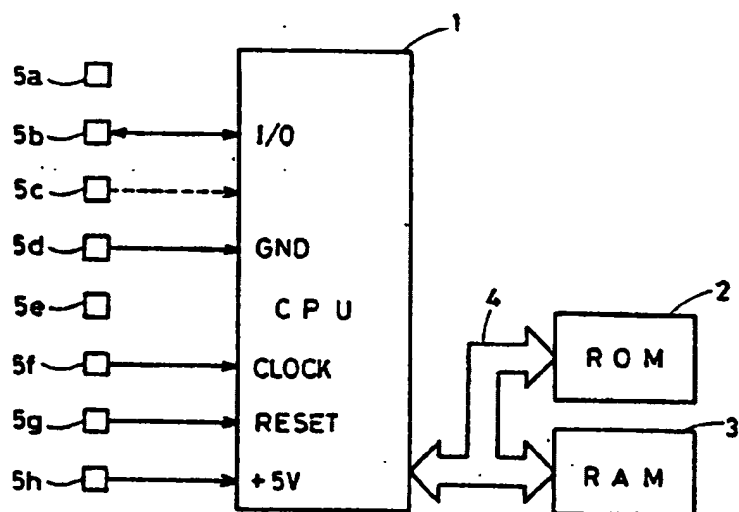 1
5a
5b I/O
5c
5d GND
5e CPU
4
2
5f CLOCK
ROM
5g RESET
3
5h +5V
RAM